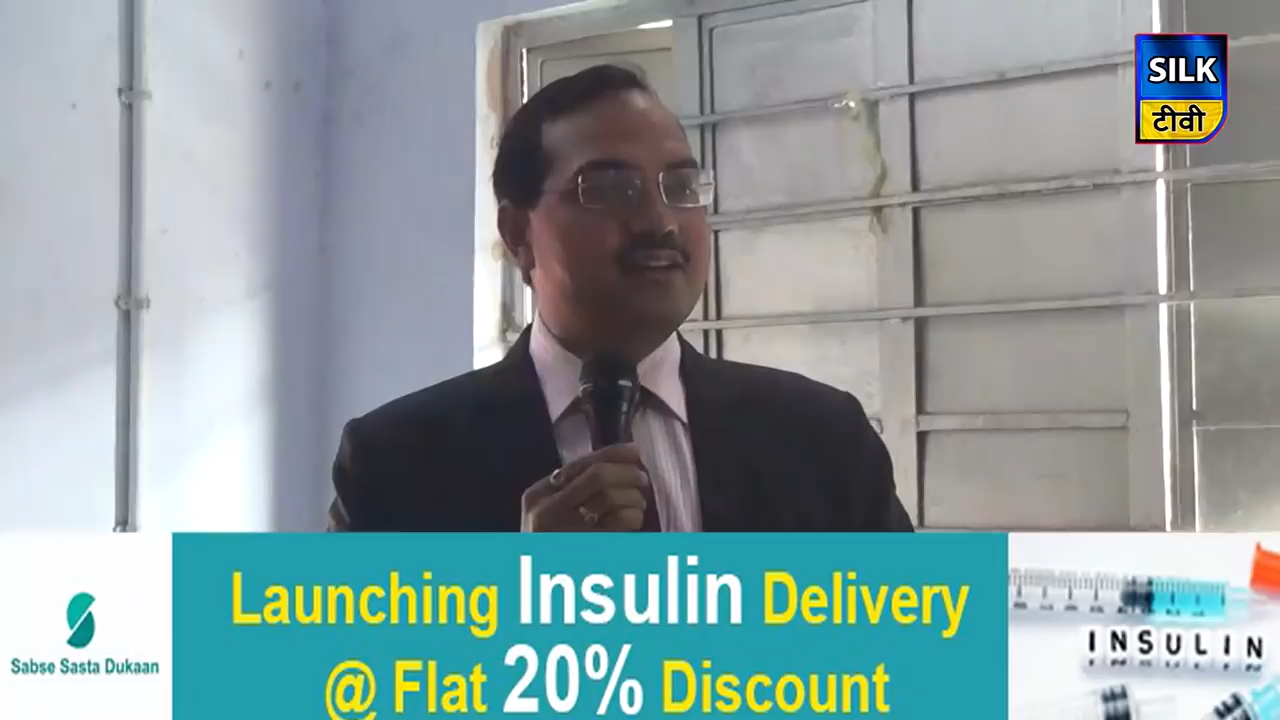 SILK
टीवी
Launching Insulin Delivery
@ Flat 20% Discount
Sabse Sasta Dukaan
INSULIN